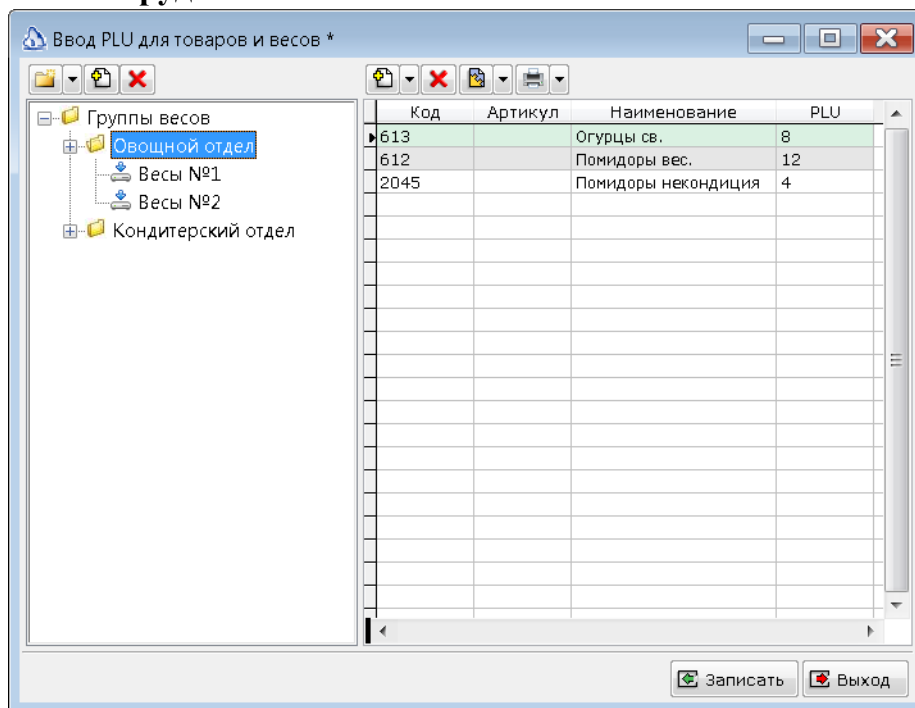 Ввод PLU для товаров и весов *
Группы весов
Овощной отдел
Весы №1
Весы №2
Кондитерский отдел
Код Артикул Наименование PLU
613 Огурцы св. 8
612 Помидоры вес. 12
2045 Помидоры некондиция 4
Записать Выход